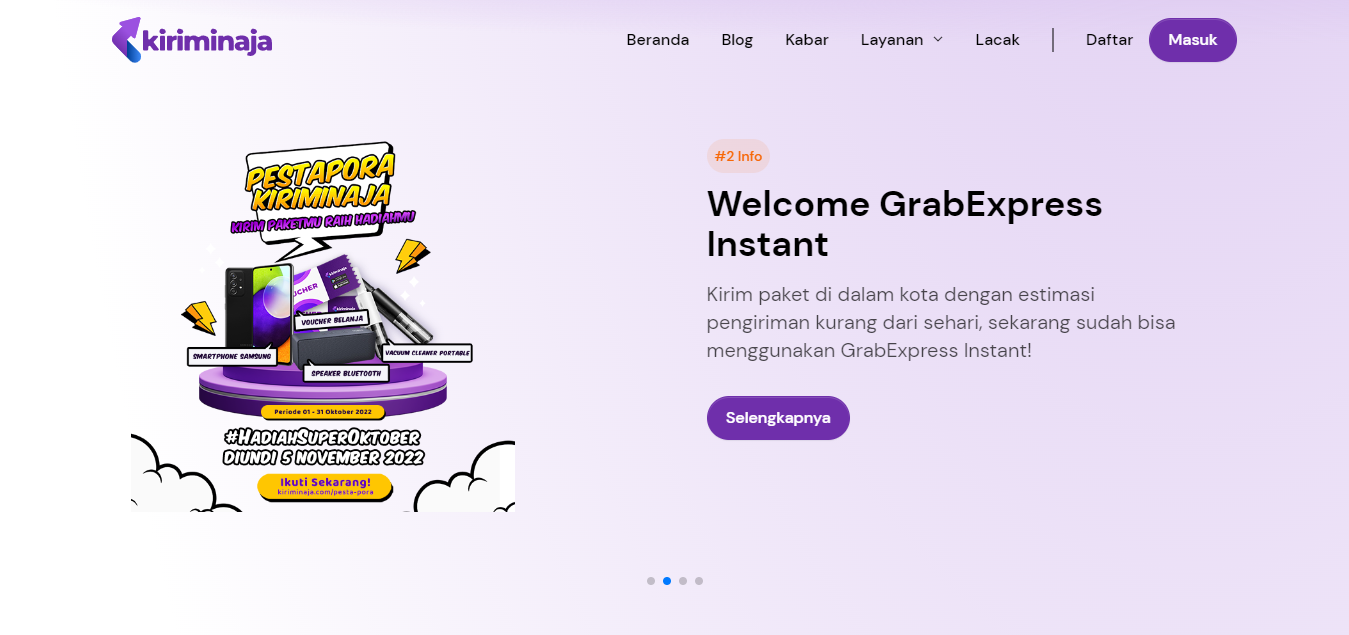 kiriminaja
Beranda
Blog
Kabar
Layanan
Lacak
Daftar
Masuk
PESTAPORA
KIRIMINAJA
KIRIM PAKETMU RAIH HADIAHMU
VOUCHER
kiriminaja
VOUCHER BELANJA
SMARTPHONE SAMSUNG
VACUUM CLEANER PORTABLE
SPEAKER BLUETOOTH
Periode 01 - 31 Oktober 2022
#HADIAHSUPEROKTOBER
DIUNDI 5 NOVEMBER 2022
Ikuti Sekarang!
kiriminaja.com/pesta-pora
#2 Info
Welcome GrabExpress
Instant
Kirim paket di dalam kota dengan estimasi
pengiriman kurang dari sehari, sekarang sudah bisa
menggunakan GrabExpress Instant!
Selengkapnya